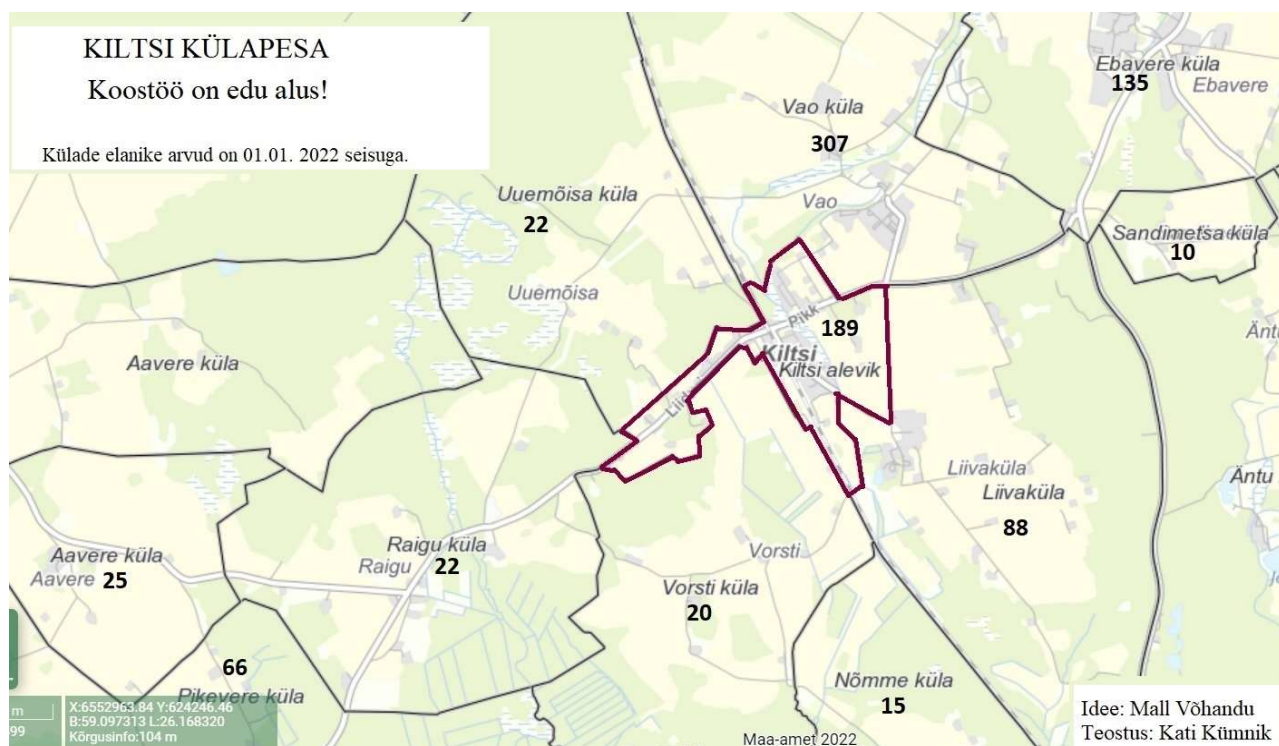 KILTSI KÜLAPESA
Koostöö on edu alus!
Külade elanike arvud on 01.01. 2022 seisuga.
Ebavere küla
135
Ebavere
Vao küla
307
Uuemõisa küla
22
Vao
Sandimetsa küla
10
Uuemõisa
Pikk
189
Kiltsi
Kiltsi alevik
Äntu
Aavere küla
Liivaküla
Liivaküla
Äntu
88
Raigu küla
Raigu
22
Vorsti
Aavere küla
Aavere
25
Vorsti küla
20
66
Pikevere küla
Nõmme küla
15
m
99
X:6552963.84 Y:624246.46
B:59.097313 L:26.168320
Kõrgusinfo:104 m
Maa-amet 2022
Idee: Mall Võhandu
Teostus: Kati Kümnik